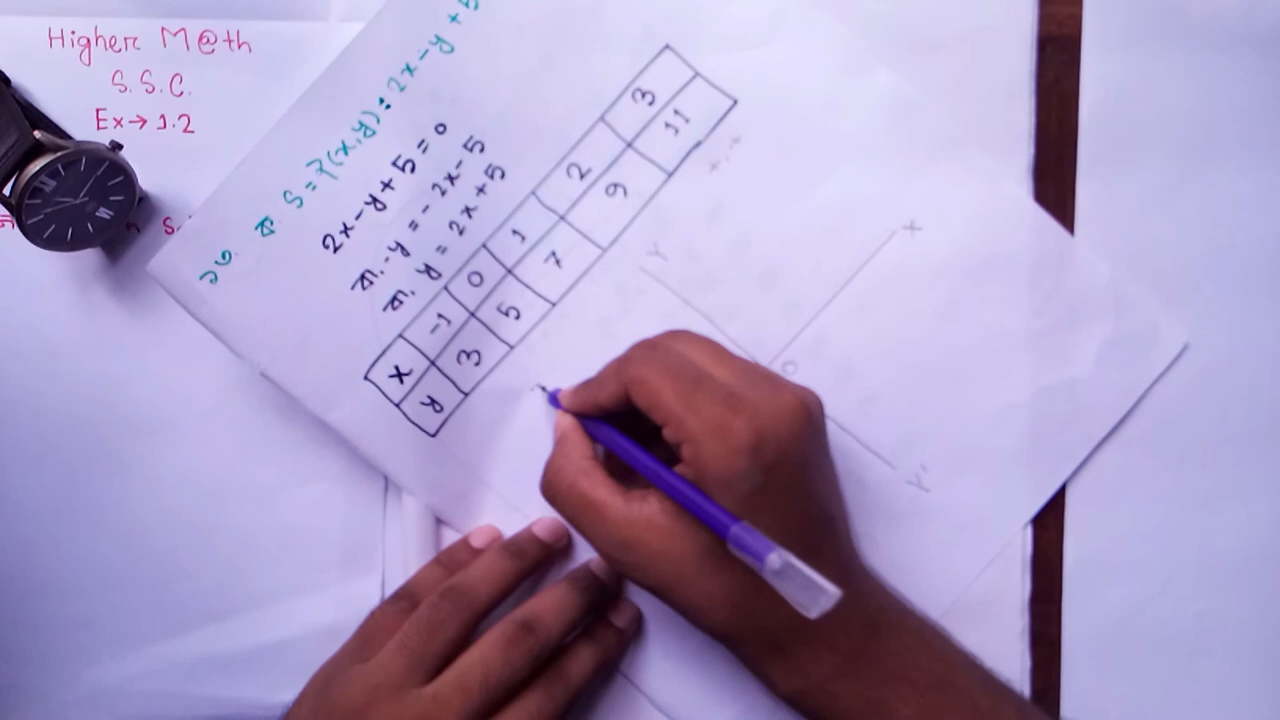 Higher M@th
S.S.C.
Ex→ 1.2
১৬. ক. S = {(x,y) : 2x - y + 5
2x - y + 5 = 0
বা. - y = - 2x - 5
বা. y = 2x + 5
x -1 0 1 2 3
y 3 5 7 9 11
Y
X
O
Y'